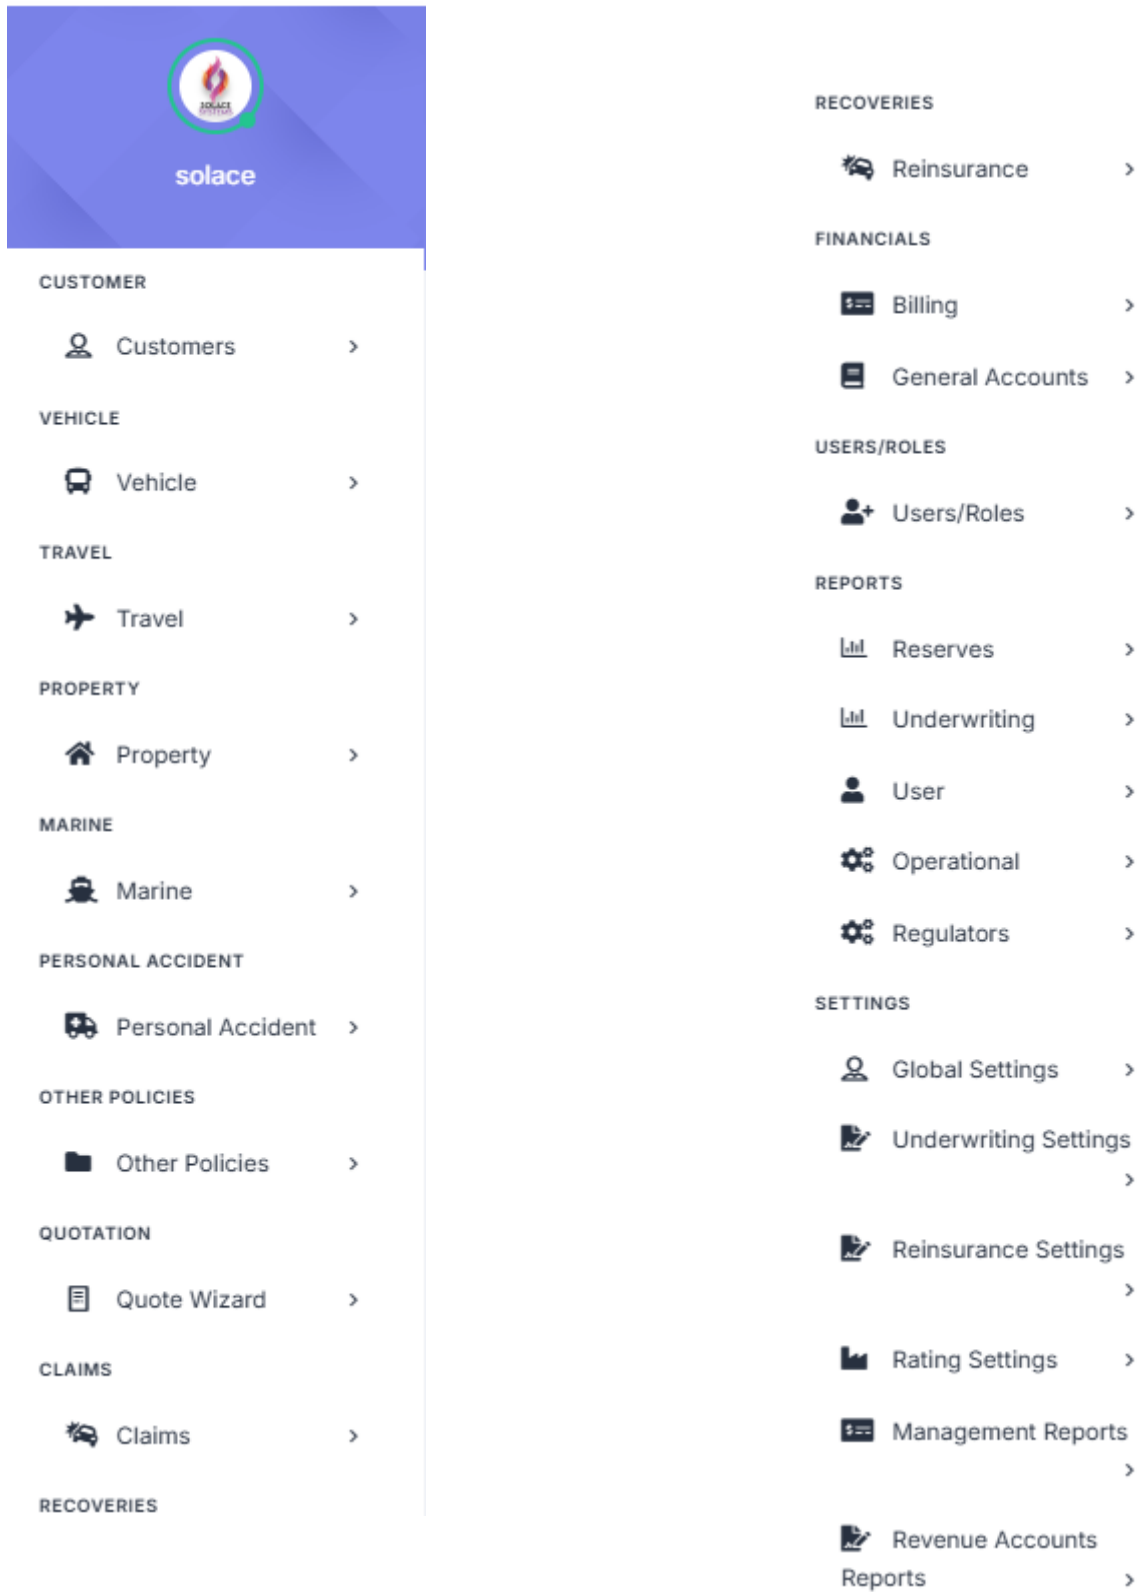 SOLACE
SYSTEMS
solace
CUSTOMER
Customers
VEHICLE
Vehicle
TRAVEL
Travel
PROPERTY
Property
MARINE
Marine
PERSONAL ACCIDENT
Personal Accident
OTHER POLICIES
Other Policies
QUOTATION
Quote Wizard
CLAIMS
Claims
RECOVERIES
RECOVERIES
Reinsurance
FINANCIALS
Billing
General Accounts
USERS/ROLES
Users/Roles
REPORTS
Reserves
Underwriting
User
Operational
Regulators
SETTINGS
Global Settings
Underwriting Settings
Reinsurance Settings
Rating Settings
Management Reports
Revenue Accounts
Reports